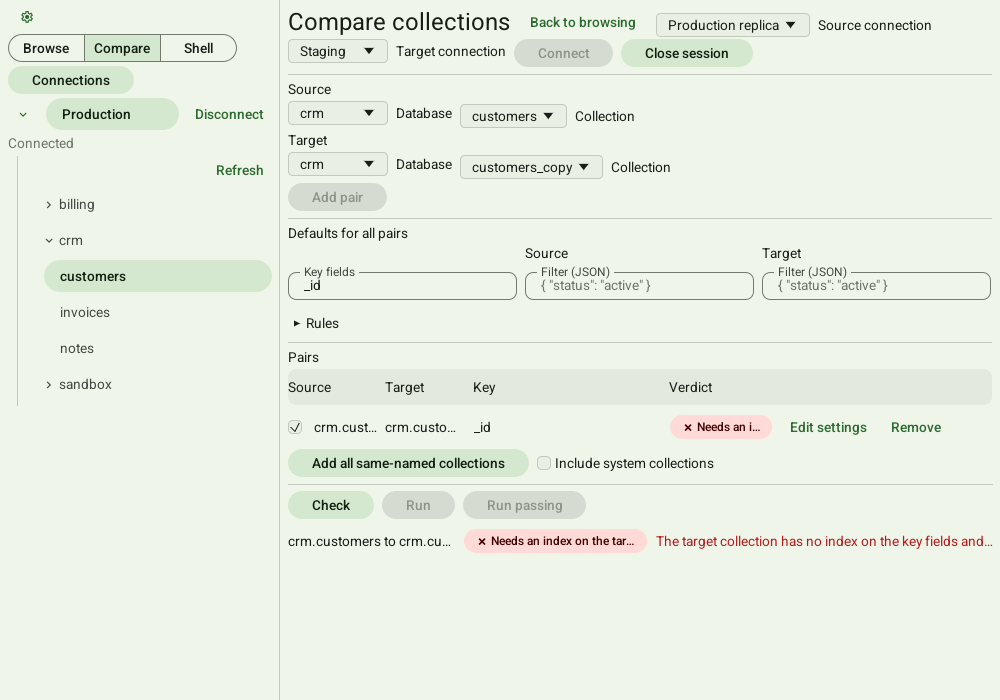 Browse Compare Shell
Connections
Production Disconnect
Connected
Refresh
billing
crm
customers
invoices
notes
sandbox
Compare collections Back to browsing Production replica Source connection
Staging Target connection Connect Close session
Source
crm Database customers Collection
Target
crm Database customers_copy Collection
Add pair
Defaults for all pairs
Source Target
Key fields Filter (JSON) Filter (JSON)
_id { "status": "active" } { "status": "active" }
Rules
Pairs
Source Target Key Verdict
crm.cust... crm.custo... _id Needs an i... Edit settings Remove
Add all same-named collections Include system collections
Check Run Run passing
crm.customers to crm.cu... Needs an index on the tar... The target collection has no index on the key fields and...